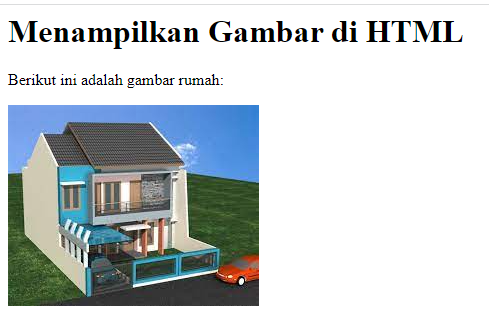 Menampilkan Gambar di HTML
Berikut ini adalah gambar rumah: